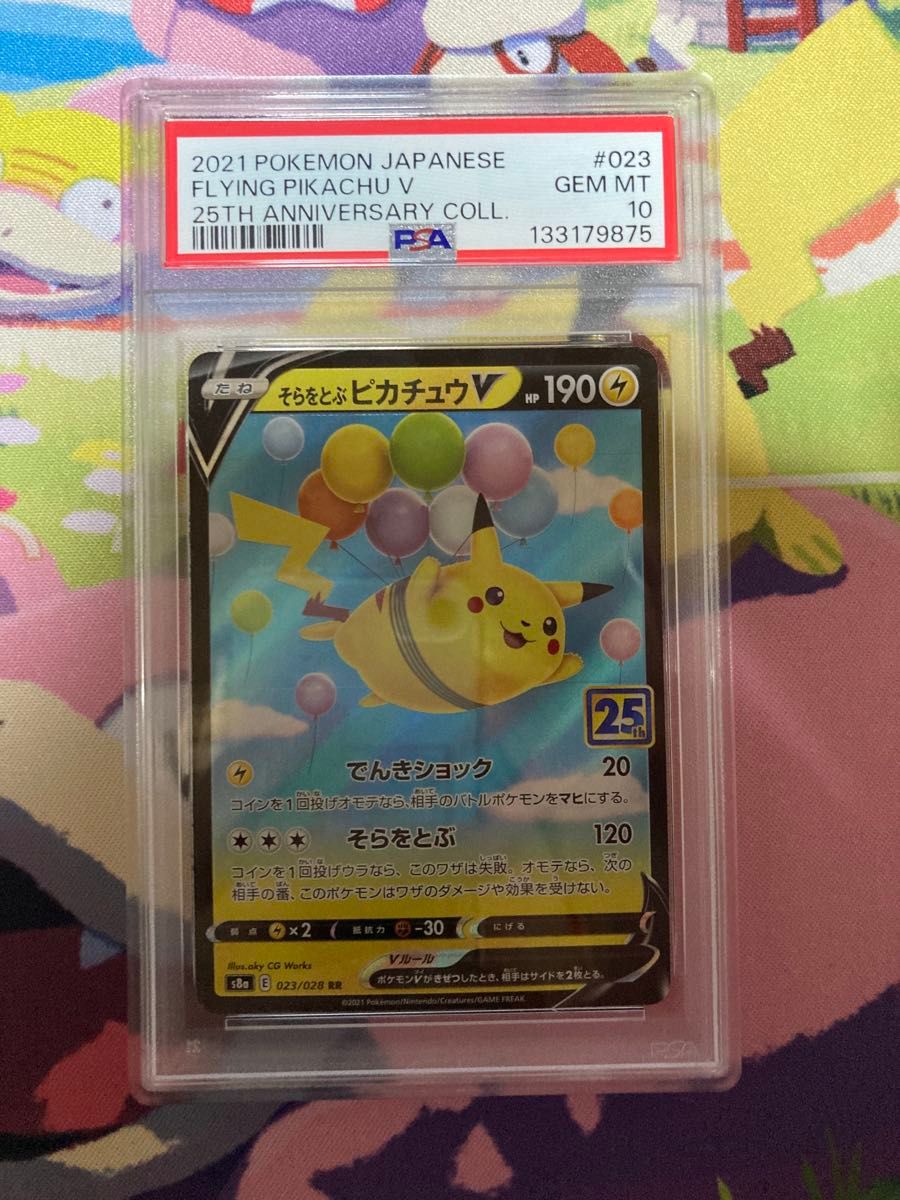 2021 POKEMON JAPANESE #023
FLYING PIKACHU V GEM MT
25TH ANNIVERSARY COLL. 10
PSA 133179875
たね そらをとぶピカチュウV HP 190
25th
でんきショック 20
コインを1回投げオモテなら、相手のバトルポケモンをマヒにする。
そらをとぶ 120
コインを1回投げウラなら、このワザは失敗。オモテなら、次の
相手の番、このポケモンはワザのダメージや効果を受けない。
弱点 ×2 抵抗力 -30 にげる
Illus.aky CG Works
Vルール
ポケモンVがきぜつしたとき、相手はサイドを2枚とる。
s8a E 023/028 RR
©2021 Pokémon/Nintendo/Creatures/GAME FREAK
PSA